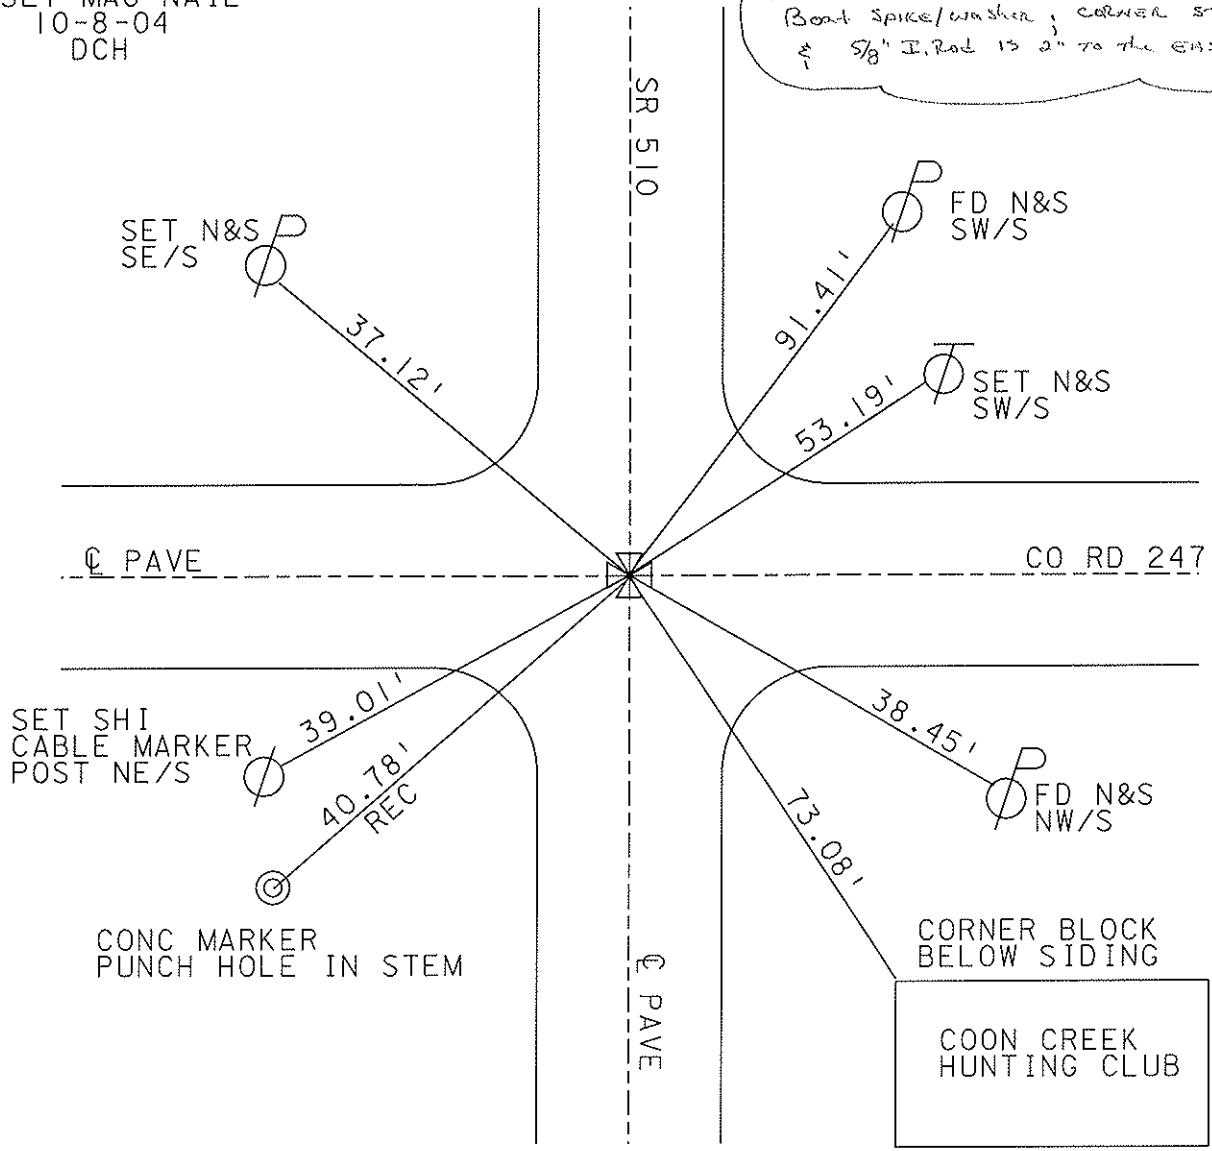 SET MAG NAIL
10-8-04
DCH
Boat Spike/washer ; CORNER
& 5/8" I.Rod is 2" to the
SR 510
SET N&S
SE/S
FD N&S
SW/S
37.12'
91.41'
SET N&S
SW/S
53.19'
℄ PAVE
CO RD 247
SET SHI
CABLE MARKER
POST NE/S
39.01'
40.78'
REC
38.45'
FD N&S
NW/S
73.08'
CONC MARKER
PUNCH HOLE IN STEM
CORNER BLOCK
BELOW SIDING
℄ PAVE
COON CREEK
HUNTING CLUB